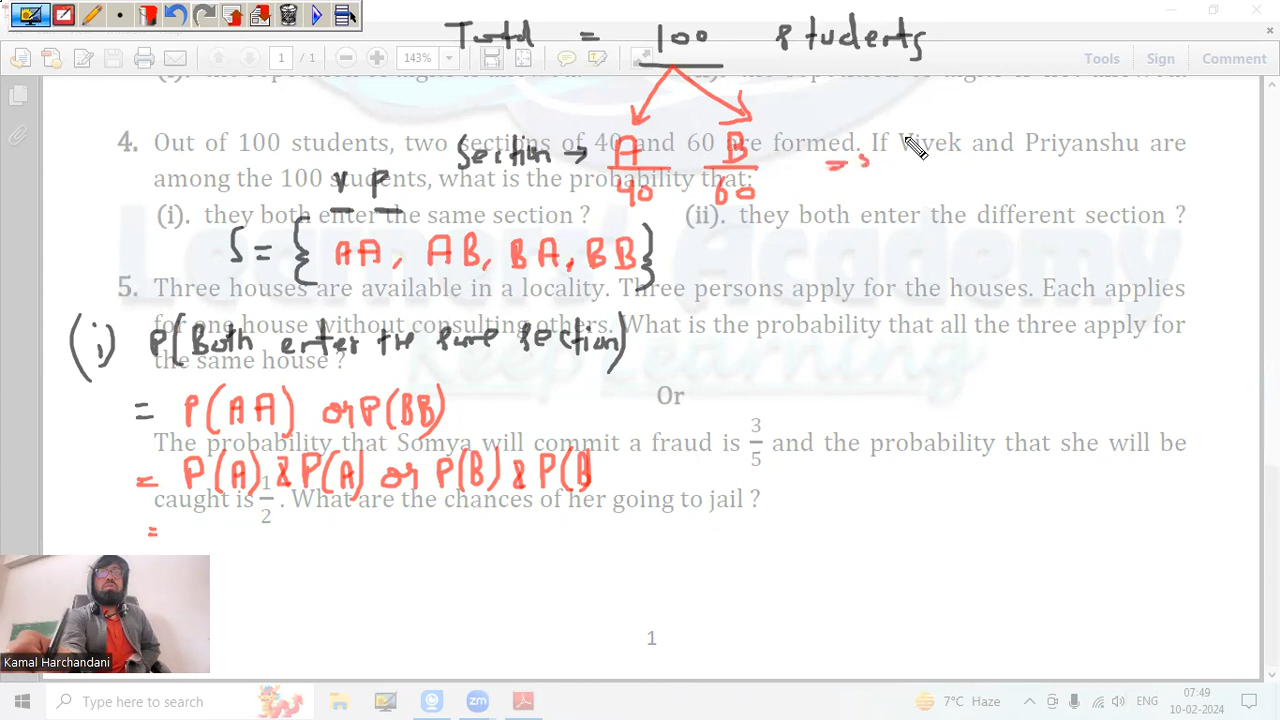 Total = 100 Students
1 / 1
143%
Tools
Sign
Comment
4. Out of 100 students, two sections of 40 and 60 are formed. If Vivek and Priyanshu are
Section → A B
among the 100 students, what is the probability that:
40 60
V P
(i). they both enter the same section ?
(ii). they both enter the different section ?
S = { AA, AB, BA, BB }
5. Three houses are available in a locality. Three persons apply for the houses. Each applies
for one house without consulting others. What is the probability that all the three apply for
the same house ?
(i) P(Both enter the same section)
Or
= P(AA) or P(BB)
The probability that Somya will commit a fraud is 3/5 and the probability that she will be
= P(A) & P(A) or P(B) & P(B
caught is 1/2. What are the chances of her going to jail ?
=
Learners' Academy
Keep Learning
1
Kamal Harchandani
Type here to search
7°C Haze
ENG
07:49
10-02-2024